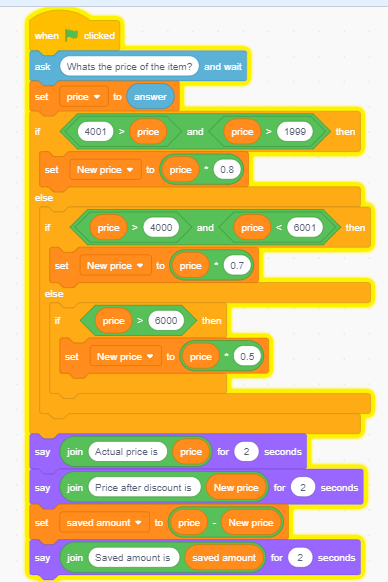 when clicked
ask Whats the price of the item? and wait
set price to answer
if 4001 > price and price > 1999 then
set New price to price * 0.8
else
if price > 4000 and price < 6001 then
set New price to price * 0.7
else
if price > 6000 then
set New price to price * 0.5
say join Actual price is price for 2 seconds
say join Price after discount is New price for 2 seconds
set saved amount to price - New price
say join Saved amount is saved amount for 2 seconds